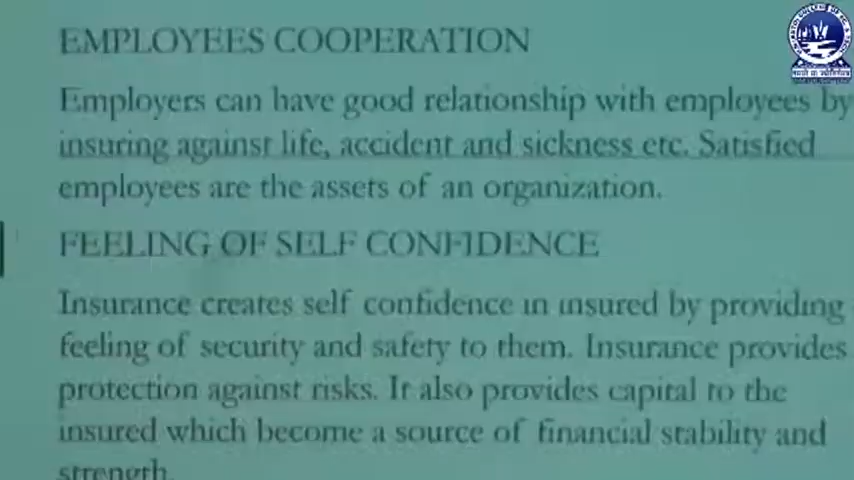 EMPLOYEES COOPERATION
Employers can have good relationship with employees by
insuring against life, accident and sickness etc. Satisfied
employees are the assets of an organization.
FEELING OF SELF CONFIDENCE
Insurance creates self confidence in insured by providing
feeling of security and safety to them. Insurance provides
protection against risks. It also provides capital to the
insured which become a source of financial stability and
strength.